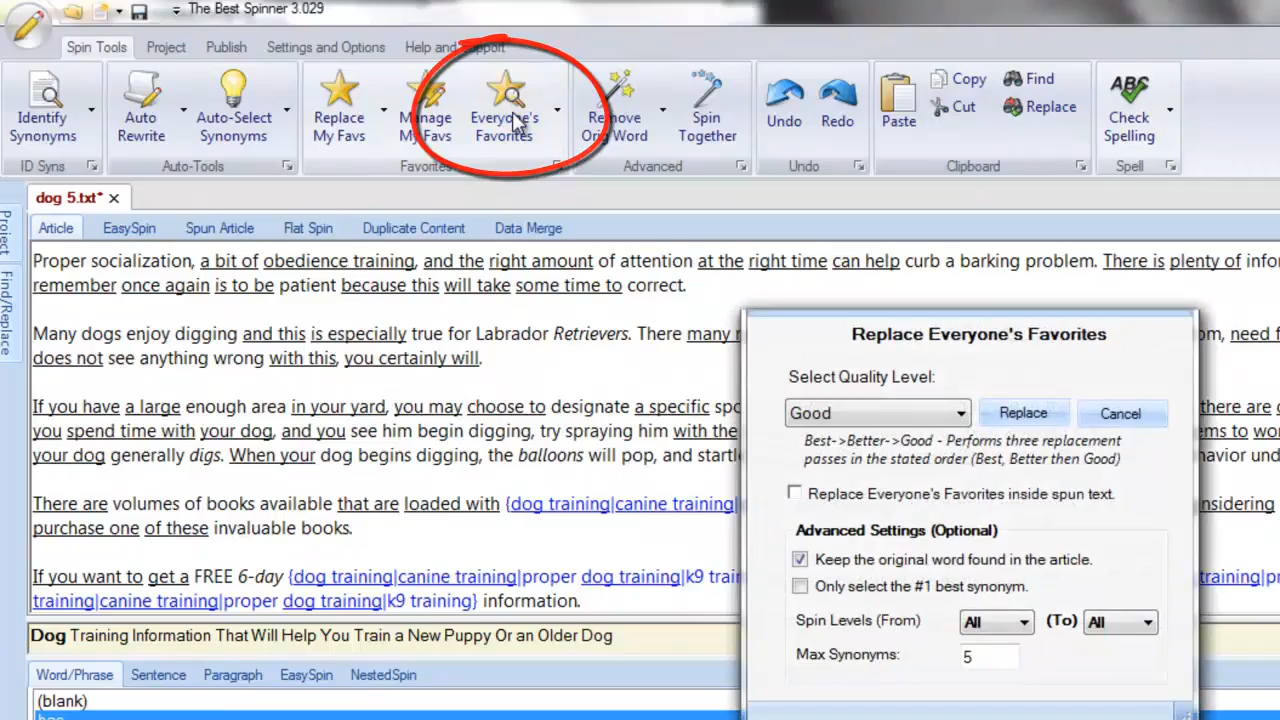 The Best Spinner 3.029
Spin Tools Project Publish Settings and Options Help and Support
Identify Synonyms
Auto Rewrite
Auto-Select Synonyms
Replace My Favs
Manage My Favs
Everyone's Favorites
Remove Orig Word
Spin Together
Undo
Redo
Paste
Copy
Cut
Find
Replace
ABC
Check Spelling
ID Syns Auto-Tools Favorites Advanced Undo Clipboard Spell
dog 5.txt*
Project
Find/Replace
Article EasySpin Spun Article Flat Spin Duplicate Content Data Merge
Proper socialization, a bit of obedience training, and the right amount of attention at the right time can help curb a barking problem. There is plenty of
remember once again is to be patient because this will take some time to correct.
Many dogs enjoy digging and this is especially true for Labrador Retrievers. There many need
does not see anything wrong with this, you certainly will.
If you have a large enough area in your yard, you may choose to designate a specific there are
you spend time with your dog, and you see him begin digging, try spraying him with the
your dog generally digs. When your dog begins digging, the balloons will pop, and
There are volumes of books available that are loaded with {dog training|canine training|
purchase one of these invaluable books.
If you want to get a FREE 6-day {dog training|canine training|proper dog training|k9
training|canine training|proper dog training|k9 training} information.
Replace Everyone's Favorites
Select Quality Level:
Good Replace Cancel
Best->Better->Good - Performs three replacement
passes in the stated order (Best, Better then Good)
Replace Everyone's Favorites inside spun text.
Advanced Settings (Optional)
Keep the original word found in the article.
Only select the #1 best synonym.
Spin Levels (From) All (To) All
Max Synonyms: 5
Dog Training Information That Will Help You Train a New Puppy Or an Older Dog
Word/Phrase Sentence Paragraph EasySpin NestedSpin
(blank)